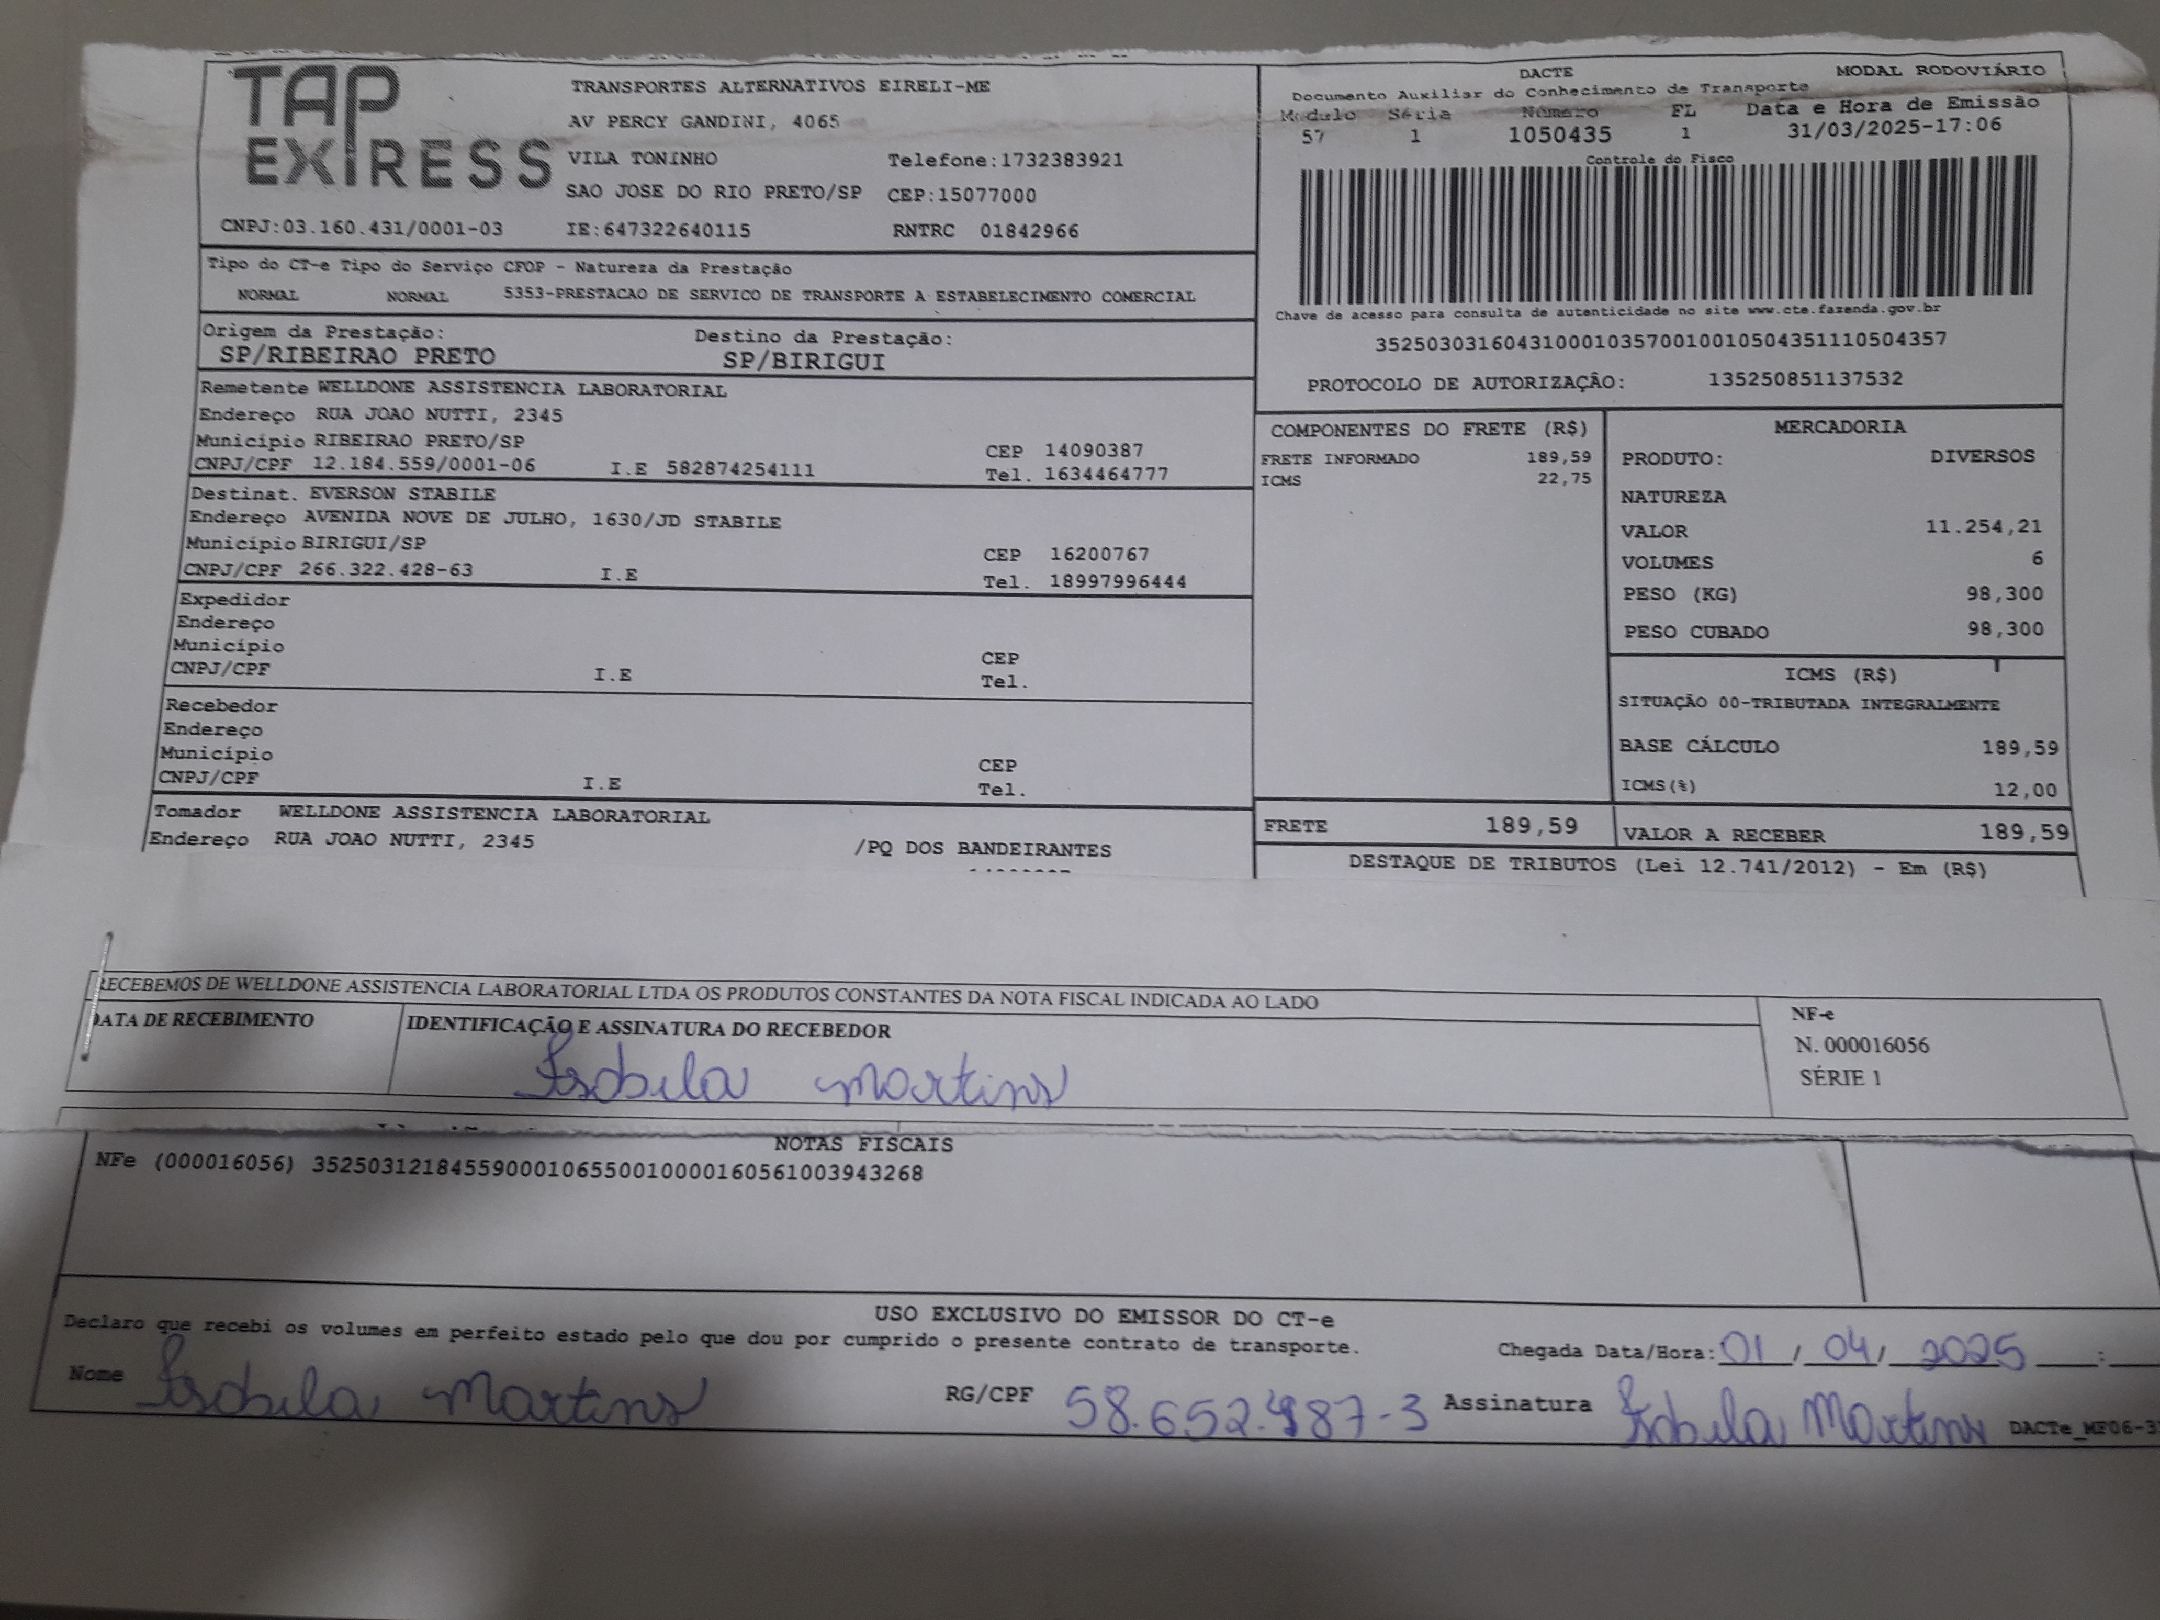 TAP EXPRESS
TRANSPORTES ALTERNATIVOS EIRELI-ME
AV PERCY GANDINI, 4065
VILA TONINHO Telefone:1732383921
SAO JOSE DO RIO PRETO/SP CEP:15077000
CNPJ:03.160.431/0001-03 IE:647322640115 RNTRC 01842966
DACTE MODAL RODOVIÁRIO
Documento Auxiliar do Conhecimento de Transporte
Modulo Séria Número FL Data e Hora de Emissão
57 1 1050435 1 31/03/2025-17:06
Controle do Fisco
Chave de acesso para consulta de autenticidade no site www.cte.fazenda.gov.br
35250303160431000103570010010504351110504357
PROTOCOLO DE AUTORIZAÇÃO: 135250851137532
Tipo do CT-e Tipo do Serviço CFOP - Natureza da Prestação
NORMAL NORMAL 5353-PRESTACAO DE SERVICO DE TRANSPORTE A ESTABELECIMENTO COMERCIAL
Origem da Prestação: Destino da Prestação:
SP/RIBEIRAO PRETO SP/BIRIGUI
Remetente WELLDONE ASSISTENCIA LABORATORIAL
Endereço RUA JOAO NUTTI, 2345
Município RIBEIRAO PRETO/SP CEP 14090387
CNPJ/CPF 12.184.559/0001-06 I.E 582874254111 Tel. 1634464777
Destinat. EVERSON STABILE
Endereço AVENIDA NOVE DE JULHO, 1630/JD STABILE
Município BIRIGUI/SP CEP 16200767
CNPJ/CPF 266.322.428-63 I.E Tel. 18997996444
Expedidor
Endereço
Município CEP
CNPJ/CPF I.E Tel.
Recebedor
Endereço
Município CEP
CNPJ/CPF I.E Tel.
Tomador WELLDONE ASSISTENCIA LABORATORIAL
Endereço RUA JOAO NUTTI, 2345 /PQ DOS BANDEIRANTES
COMPONENTES DO FRETE (R$)
FRETE INFORMADO 189,59
ICMS 22,75
MERCADORIA
PRODUTO: DIVERSOS
NATUREZA
VALOR 11.254,21
VOLUMES 6
PESO (KG) 98,300
PESO CUBADO 98,300
ICMS (R$)
SITUAÇÃO 00-TRIBUTADA INTEGRALMENTE
BASE CÁLCULO 189,59
ICMS(%) 12,00
FRETE 189,59 VALOR A RECEBER 189,59
DESTAQUE DE TRIBUTOS (Lei 12.741/2012) - Em (R$)
RECEBEMOS DE WELLDONE ASSISTENCIA LABORATORIAL LTDA OS PRODUTOS CONSTANTES DA NOTA FISCAL INDICADA AO LADO
DATA DE RECEBIMENTO IDENTIFICAÇÃO E ASSINATURA DO RECEBEDOR
Isabela Martins
NF-e
N. 000016056
SÉRIE 1
NOTAS FISCAIS
NFe (000016056) 35250312184559000106550010000160561003943268
USO EXCLUSIVO DO EMISSOR DO CT-e
Declaro que recebi os volumes em perfeito estado pelo que dou por cumprido o presente contrato de transporte. Chegada Data/Hora: 01/04/2025 :
Nome Isabela Martins RG/CPF 58.652.987-3 Assinatura Isabela Martins